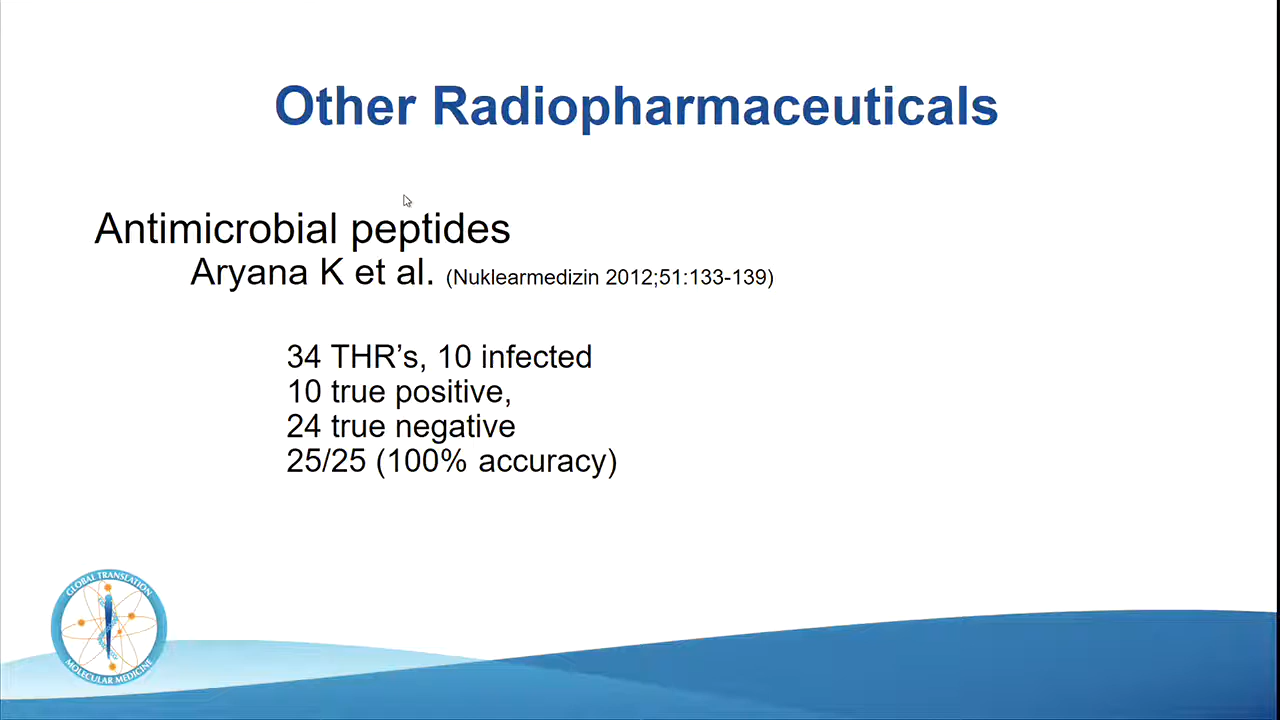 Other Radiopharmaceuticals
Antimicrobial peptides
Aryana K et al. (Nuklearmedizin 2012;51:133-139)
34 THR’s, 10 infected
10 true positive,
24 true negative
25/25 (100% accuracy)
GLOBAL TRANSLATION
MOLECULAR MEDICINE